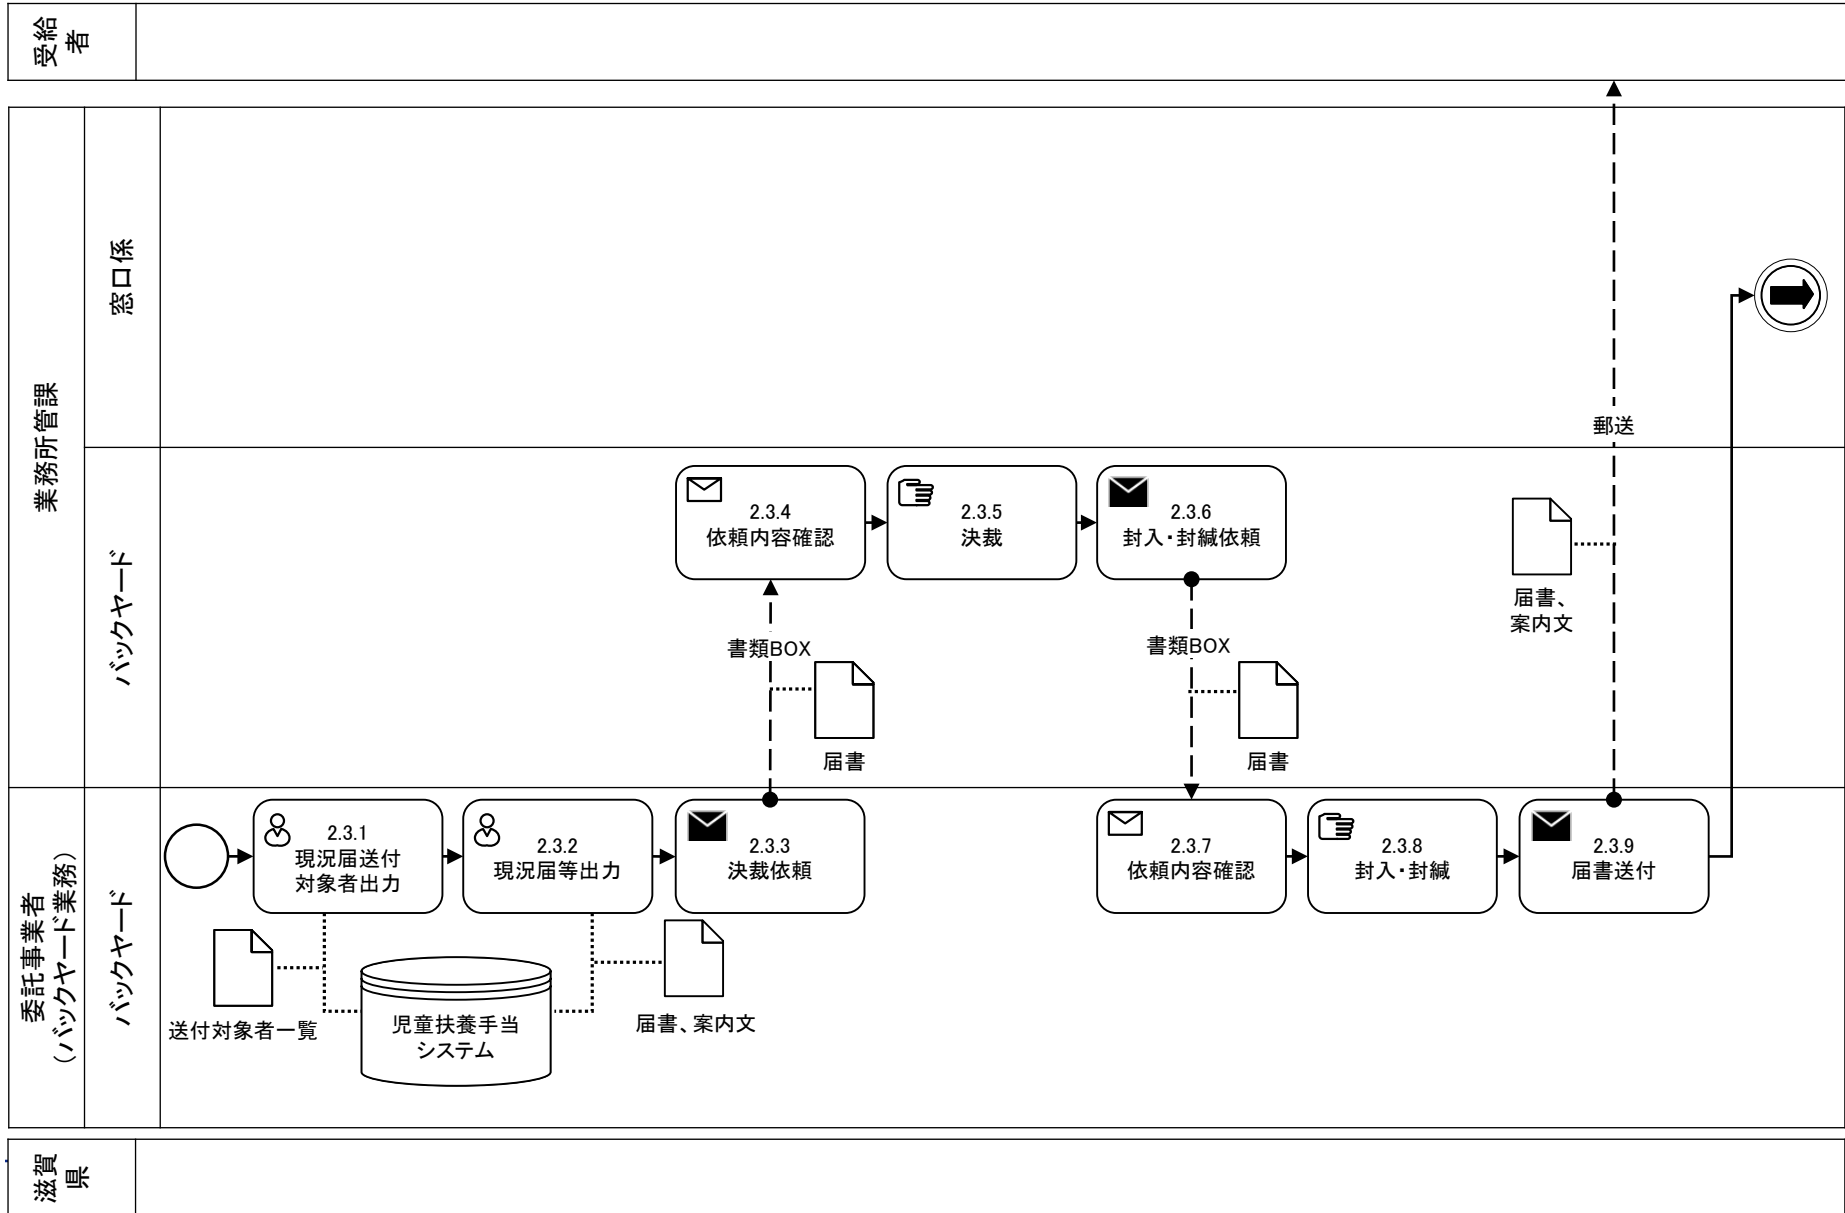 受給
者
業務所管課
窓口係
郵送
バックヤード
2.3.4
依頼内容確認
2.3.5
決裁
2.3.6
封入・封緘依頼
届書、
案内文
書類BOX
届書
書類BOX
届書
委託事業者
（バックヤード業務）
バックヤード
2.3.1
現況届送付
対象者出力
2.3.2
現況届等出力
2.3.3
決裁依頼
2.3.7
依頼内容確認
2.3.8
封入・封緘
2.3.9
届書送付
送付対象者一覧
児童扶養手当
システム
届書、案内文
滋賀
県